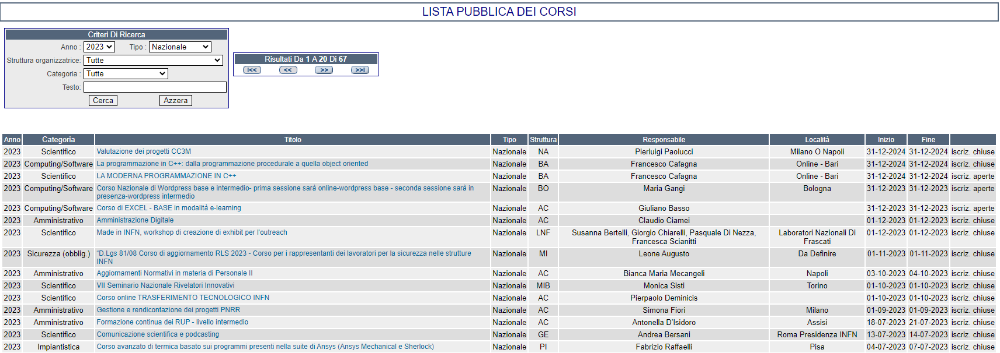 LISTA PUBBLICA DEI CORSI
Criteri Di Ricerca
Anno : 2023 Tipo : Nazionale
Struttura organizzatrice: Tutte
Categoria : Tutte
Testo:
Cerca Azzera
Risultati Da 1 A 20 Di 67
|<< << >> >>|
Anno Categoria Titolo Tipo Struttura Responsabile Località Inizio Fine
2023 Scientifico Valutazione dei progetti CC3M Nazionale NA Pierluigi Paolucci Milano O Napoli 31-12-2024 31-12-2024 iscriz. chiuse
2023 Computing/Software La programmazione in C++: dalla programmazione procedurale a quella object oriented Nazionale BA Francesco Cafagna Online - Bari 31-12-2024 31-12-2024 iscriz. chiuse
2023 Scientifico LA MODERNA PROGRAMMAZIONE IN C++ Nazionale BA Francesco Cafagna Online - Bari 31-12-2024 31-12-2024 iscriz. aperte
2023 Computing/Software Corso Nazionale di Wordpress base e intermedio- prima sessione sarà online-wordpress base - seconda sessione sarà in Nazionale BO Maria Gangi Bologna 31-12-2023 31-12-2023 iscriz. aperte
presenza-wordpress intermedio
2023 Computing/Software Corso di EXCEL - BASE in modalità e-learning Nazionale AC Giuliano Basso 31-12-2023 31-12-2023 iscriz. aperte
2023 Amministrativo Amministrazione Digitale Nazionale AC Claudio Ciamei 01-12-2023 01-12-2023 iscriz. chiuse
2023 Scientifico Made in INFN, workshop di creazione di exhibit per l'outreach Nazionale LNF Susanna Bertelli, Giorgio Chiarelli, Pasquale Di Nezza, Laboratori Nazionali Di 01-12-2023 01-12-2023 iscriz. chiuse
Francesca Scianitti Frascati
2023 Sicurezza (obblig.) "D.Lgs 81/08 Corso di aggiornamento RLS 2023 - Corso per i rappresentanti dei lavoratori per la sicurezza nelle strutture Nazionale MI Leone Augusto Da Definire 01-11-2023 01-11-2023 iscriz. chiuse
INFN
2023 Amministrativo Aggiornamenti Normativi in materia di Personale II Nazionale AC Bianca Maria Mecangeli Napoli 03-10-2023 04-10-2023 iscriz. chiuse
2023 Scientifico VII Seminario Nazionale Rivelatori Innovativi Nazionale MIB Monica Sisti Torino 01-10-2023 01-10-2023 iscriz. chiuse
2023 Scientifico Corso online TRASFERIMENTO TECNOLOGICO INFN Nazionale AC Pierpaolo Deminicis 01-10-2023 01-10-2023 iscriz. chiuse
2023 Amministrativo Gestione e rendicontazione dei progetti PNRR Nazionale AC Simona Fiori Milano 01-09-2023 01-09-2023 iscriz. chiuse
2023 Amministrativo Formazione continua dei RUP - livello intermedio Nazionale AC Antonella D'Isidoro Assisi 18-07-2023 21-07-2023 iscriz. chiuse
2023 Scientifico Comunicazione scientifica e podcasting Nazionale GE Andrea Bersani Roma Presidenza INFN 13-07-2023 14-07-2023 iscriz. chiuse
2023 Impiantistica Corso avanzato di termica basato sui programmi presenti nella suite di Ansys (Ansys Mechanical e Sherlock) Nazionale PI Fabrizio Raffaelli Pisa 04-07-2023 07-07-2023 iscriz. chiuse